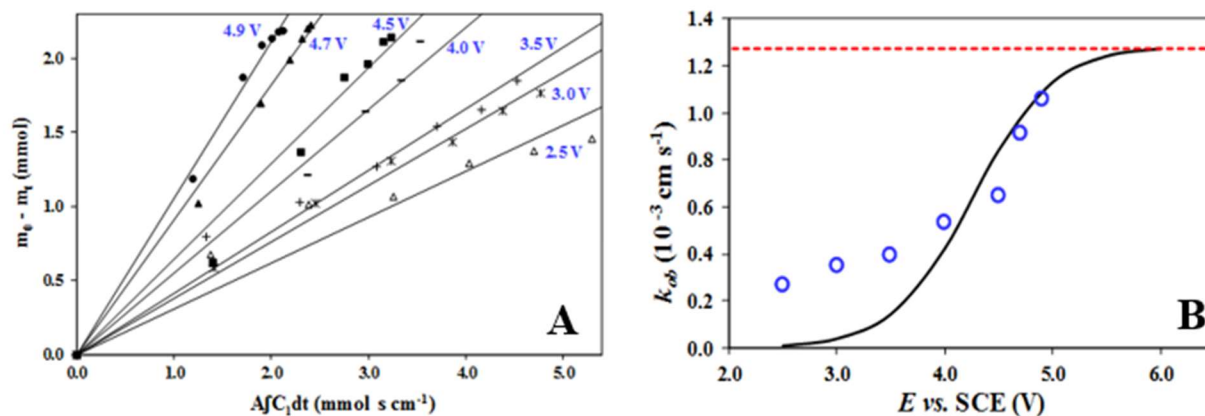 4.9 V
4.7 V
4.5 V
4.0 V
3.5 V
3.0 V
2.5 V
2.0
1.5
1.0
0.5
0.0
m₀ - mₜ (mmol)
0.0 1.0 2.0 3.0 4.0 5.0
A∫C₁dt (mmol s cm⁻¹)
A
1.4
1.2
1.0
0.8
0.6
0.4
0.2
0.0
k_ob (10⁻³ cm s⁻¹)
2.0 3.0 4.0 5.0 6.0
E vs. SCE (V)
B